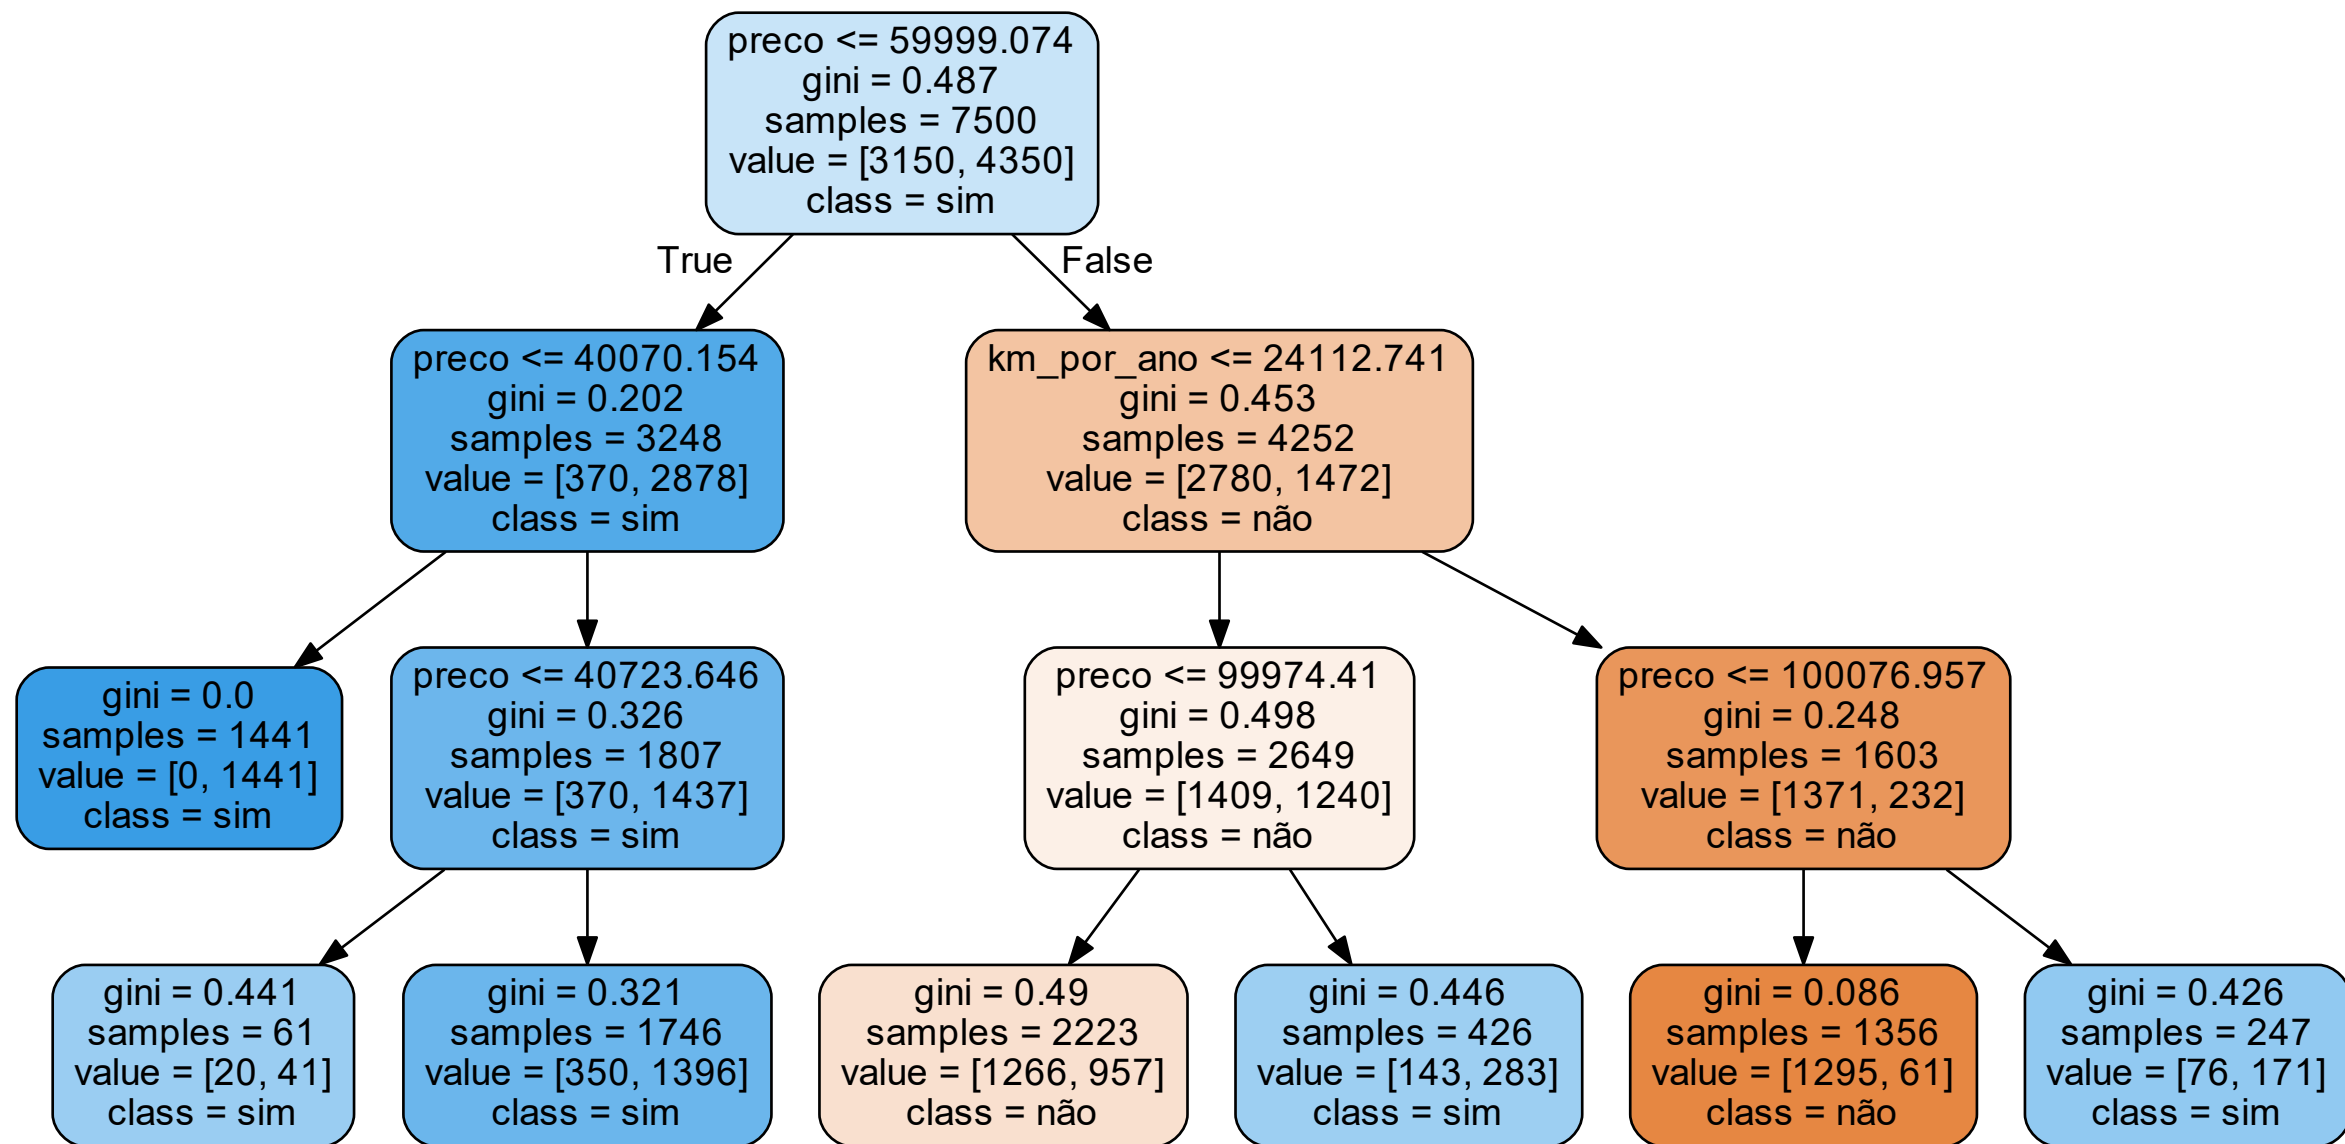 preco <= 59999.074
gini = 0.487
samples = 7500
value = [3150, 4350]
class = sim
True
False
preco <= 40070.154
gini = 0.202
samples = 3248
value = [370, 2878]
class = sim
km_por_ano <= 24112.741
gini = 0.453
samples = 4252
value = [2780, 1472]
class = não
gini = 0.0
samples = 1441
value = [0, 1441]
class = sim
preco <= 40723.646
gini = 0.326
samples = 1807
value = [370, 1437]
class = sim
preco <= 99974.41
gini = 0.498
samples = 2649
value = [1409, 1240]
class = não
preco <= 100076.957
gini = 0.248
samples = 1603
value = [1371, 232]
class = não
gini = 0.441
samples = 61
value = [20, 41]
class = sim
gini = 0.321
samples = 1746
value = [350, 1396]
class = sim
gini = 0.49
samples = 2223
value = [1266, 957]
class = não
gini = 0.446
samples = 426
value = [143, 283]
class = sim
gini = 0.086
samples = 1356
value = [1295, 61]
class = não
gini = 0.426
samples = 247
value = [76, 171]
class = sim